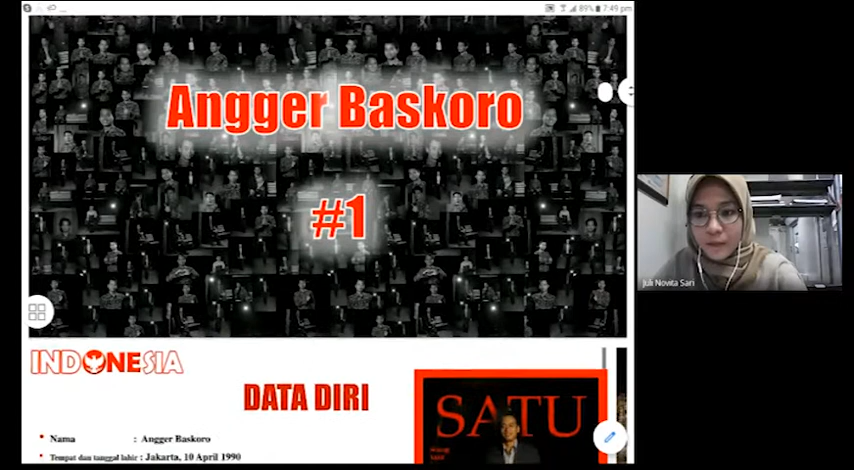 89% 7:49 pm
Angger Baskoro
#1
Juli Novita Sari
INDONESIA
DATA DIRI
SATU
Nama : Angger Baskoro
Tempat dan tanggal lahir : Jakarta, 10 April 1990